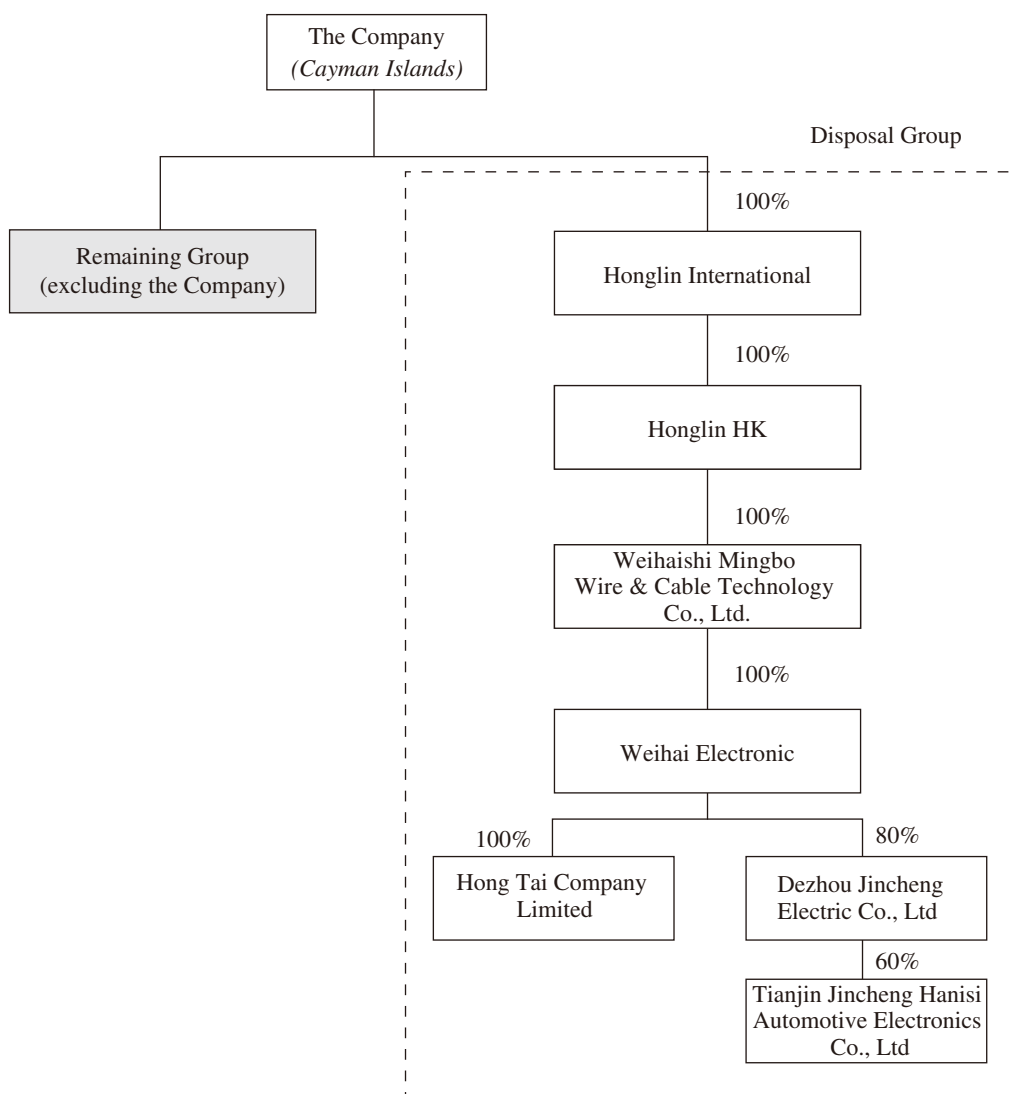 The Company
(Cayman Islands)
Disposal Group
100%
Remaining Group
(excluding the Company)
Honglin International
100%
Honglin HK
100%
Weihaishi Mingbo
Wire & Cable Technology
Co., Ltd.
100%
Weihai Electronic
100%
80%
Hong Tai Company
Limited
Dezhou Jincheng
Electric Co., Ltd
60%
Tianjin Jincheng Hanisi
Automotive Electronics
Co., Ltd